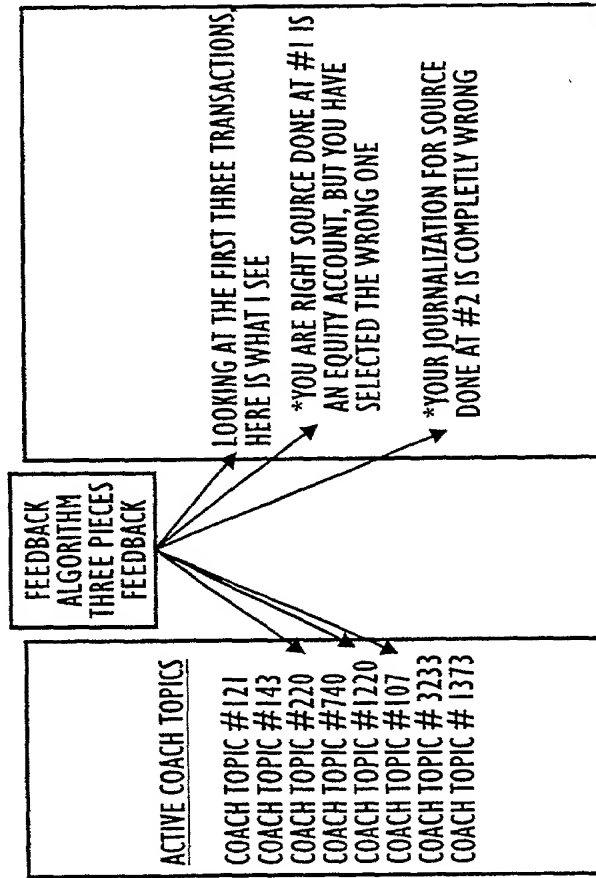 ACTIVE COACH TOPICS
COACH TOPIC #121
COACH TOPIC #143
COACH TOPIC #220
COACH TOPIC #740
COACH TOPIC #1220
COACH TOPIC #107
COACH TOPIC # 3233
COACH TOPIC # 1373
FEEDBACK
ALGORITHM
THREE PIECES
FEEDBACK
LOOKING AT THE FIRST THREE TRANSACTIONS,
HERE IS WHAT I SEE
*YOU ARE RIGHT SOURCE DONE AT #1 IS
AN EQUITY ACCOUNT, BUT YOU HAVE
SELECTED THE WRONG ONE
*YOUR JOURNALIZATION FOR SOURCE
DONE AT #2 IS COMPLETLY WRONG